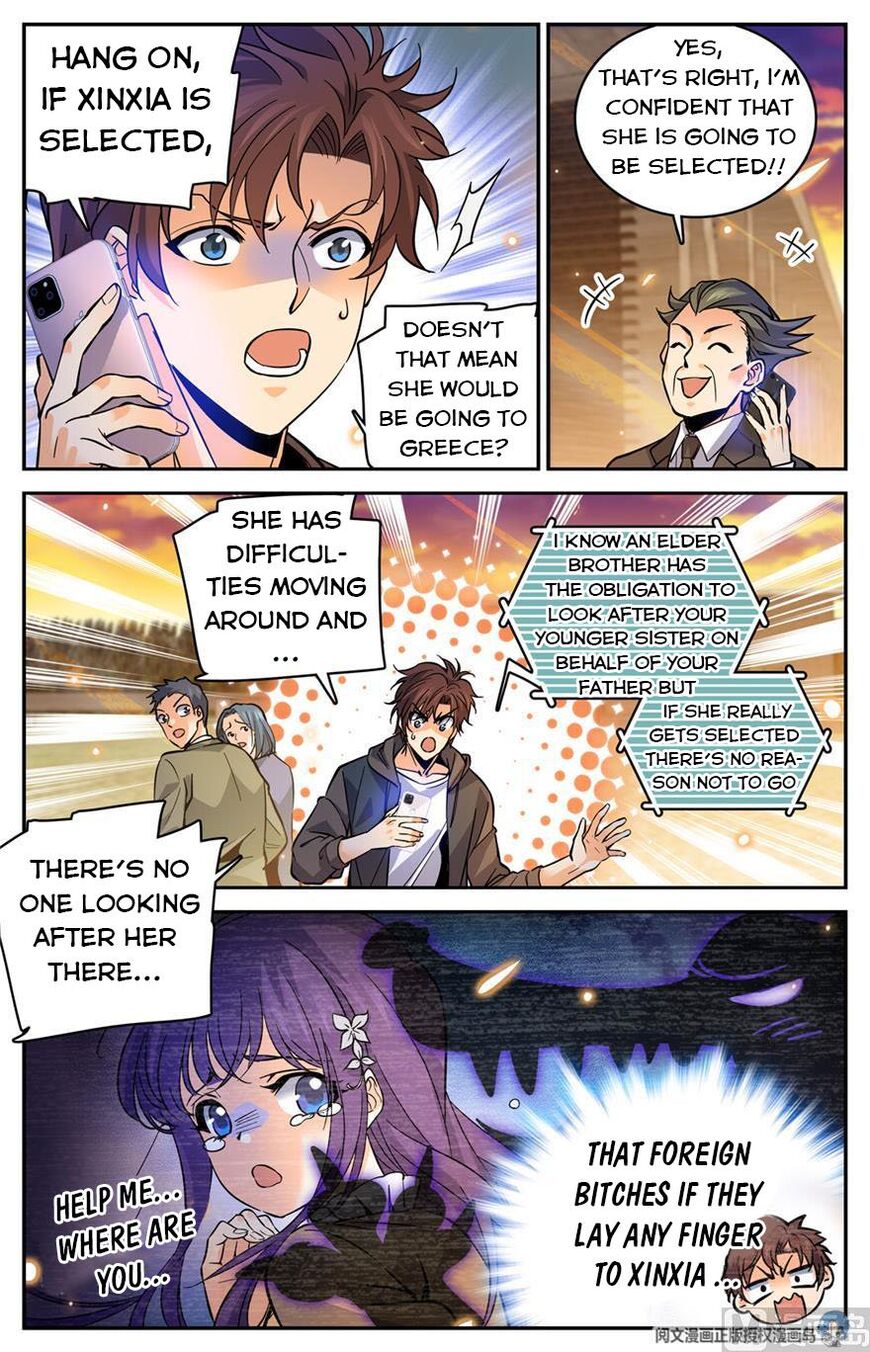 HANG ON,
IF XINXIA IS
SELECTED,
DOESN'T
THAT MEAN
SHE WOULD
BE GOING TO
GREECE?
YES,
THAT'S RIGHT, I'M
CONFIDENT THAT
SHE IS GOING TO
BE SELECTED!!
SHE HAS
DIFFICUL-
TIES MOVING
AROUND AND
...
I KNOW AN ELDER
BROTHER HAS
THE OBLIGATION TO
LOOK AFTER YOUR
YOUNGER SISTER ON
BEHALF OF YOUR
FATHER BUT
IF SHE REALLY
GETS SELECTED
THERE'S NO REA-
SON NOT TO GO
THERE'S NO
ONE LOOKING
AFTER HER
THERE...
HELP ME...
WHERE ARE
YOU...
THAT FOREIGN
BITCHES IF THEY
LAY ANY FINGER
TO XINXIA ...
阅文漫画正版授权漫画岛